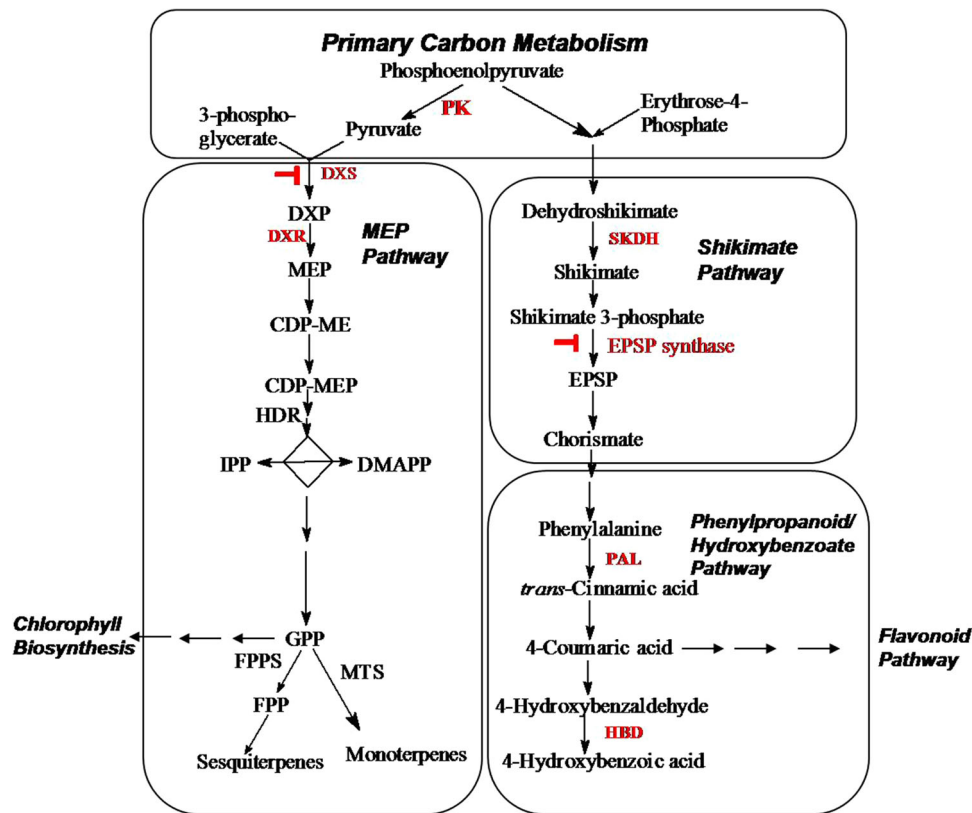 Primary Carbon Metabolism
Phosphoenolpyruvate
PK
3-phospho-
glycerate
Pyruvate
Erythrose-4-
Phosphate
DXS
DXP
DXR
MEP
Pathway
MEP
CDP-ME
CDP-MEP
HDR
IPP
DMAPP
GPP
Chlorophyll
Biosynthesis
FPPS
MTS
FPP
Sesquiterpenes
Monoterpenes
Dehydroshikimate
SKDH
Shikimate
Pathway
Shikimate
Shikimate 3-phosphate
EPSP synthase
EPSP
Chorismate
Phenylalanine
Phenylpropanoid/
Hydroxybenzoate
Pathway
PAL
trans-Cinnamic acid
4-Coumaric acid
Flavonoid
Pathway
4-Hydroxybenzaldehyde
HBD
4-Hydroxybenzoic acid